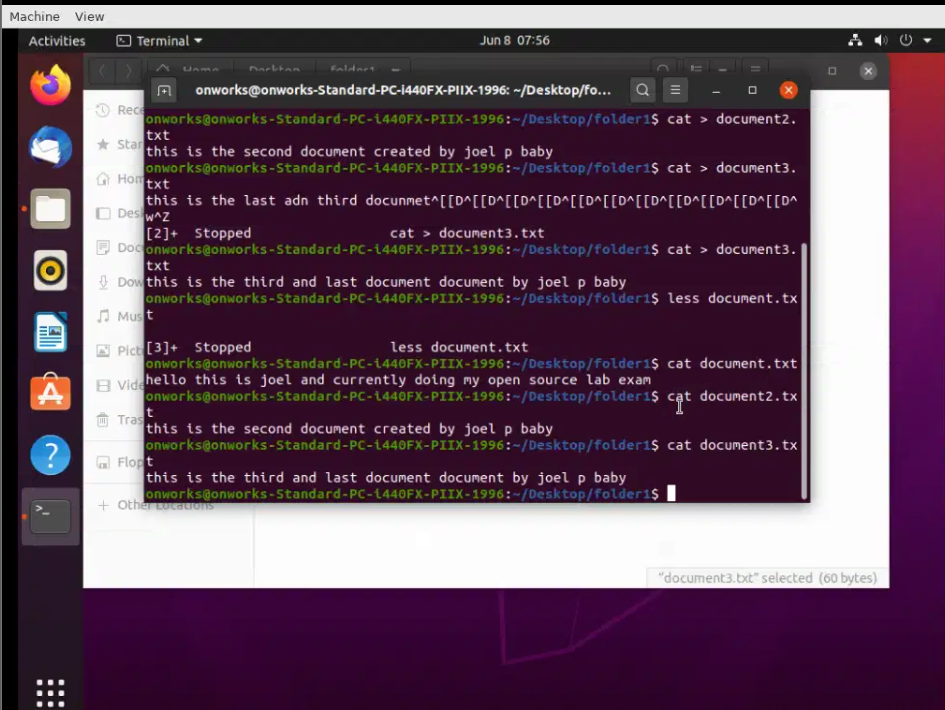 Machine View
Activities Terminal Jun 8 07:56
Home Desktop folder1
onworks@onworks-Standard-PC-i440FX-PIIX-1996: ~/Desktop/fo...
Rece
Star
Hom
Desk
Doc
Dow
Mus
Pict
Vide
Tras
Flop
+ Other Locations
onworks@onworks-Standard-PC-i440FX-PIIX-1996:~/Desktop/folder1$ cat > document2.
txt
this is the second document created by joel p baby
onworks@onworks-Standard-PC-i440FX-PIIX-1996:~/Desktop/folder1$ cat > document3.
txt
this is the last adn third docunmet^[[D^[[D^[[D^[[D^[[D^[[D^[[D^[[D^[[D^[[D^[[D^
w^Z
[2]+ Stopped cat > document3.txt
onworks@onworks-Standard-PC-i440FX-PIIX-1996:~/Desktop/folder1$ cat > document3.
txt
this is the third and last document document by joel p baby
onworks@onworks-Standard-PC-i440FX-PIIX-1996:~/Desktop/folder1$ less document.tx
t
[3]+ Stopped less document.txt
onworks@onworks-Standard-PC-i440FX-PIIX-1996:~/Desktop/folder1$ cat document.txt
hello this is joel and currently doing my open source lab exam
onworks@onworks-Standard-PC-i440FX-PIIX-1996:~/Desktop/folder1$ cat document2.tx
t
this is the second document created by joel p baby
onworks@onworks-Standard-PC-i440FX-PIIX-1996:~/Desktop/folder1$ cat document3.tx
t
this is the third and last document document by joel p baby
onworks@onworks-Standard-PC-i440FX-PIIX-1996:~/Desktop/folder1$
"document3.txt" selected (60 bytes)